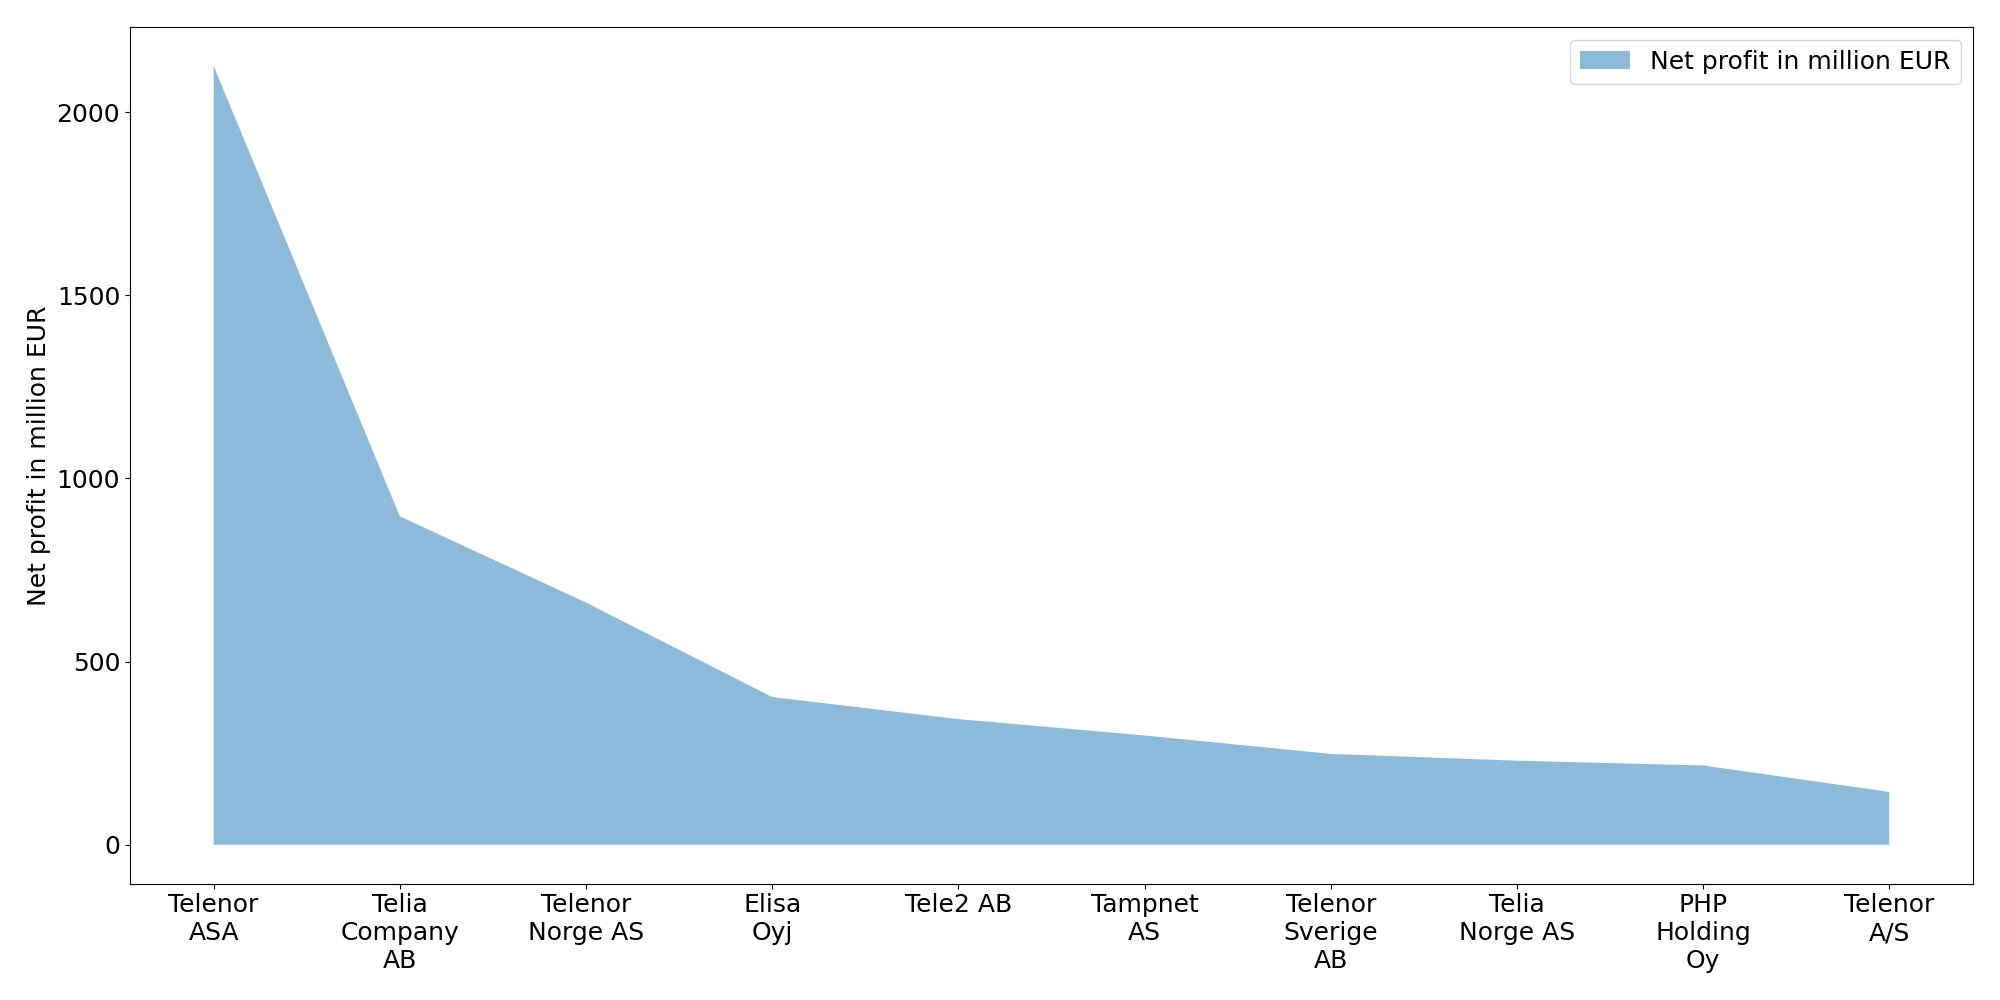 Net profit in million EUR
Net profit in million EUR
2000
1500
1000
500
0
Telenor
ASA
Telia
Company
AB
Telenor
Norge AS
Elisa
Oyj
Tele2 AB
Tampnet
AS
Telenor
Sverige
AB
Telia
Norge AS
PHP
Holding
Oy
Telenor
A/S